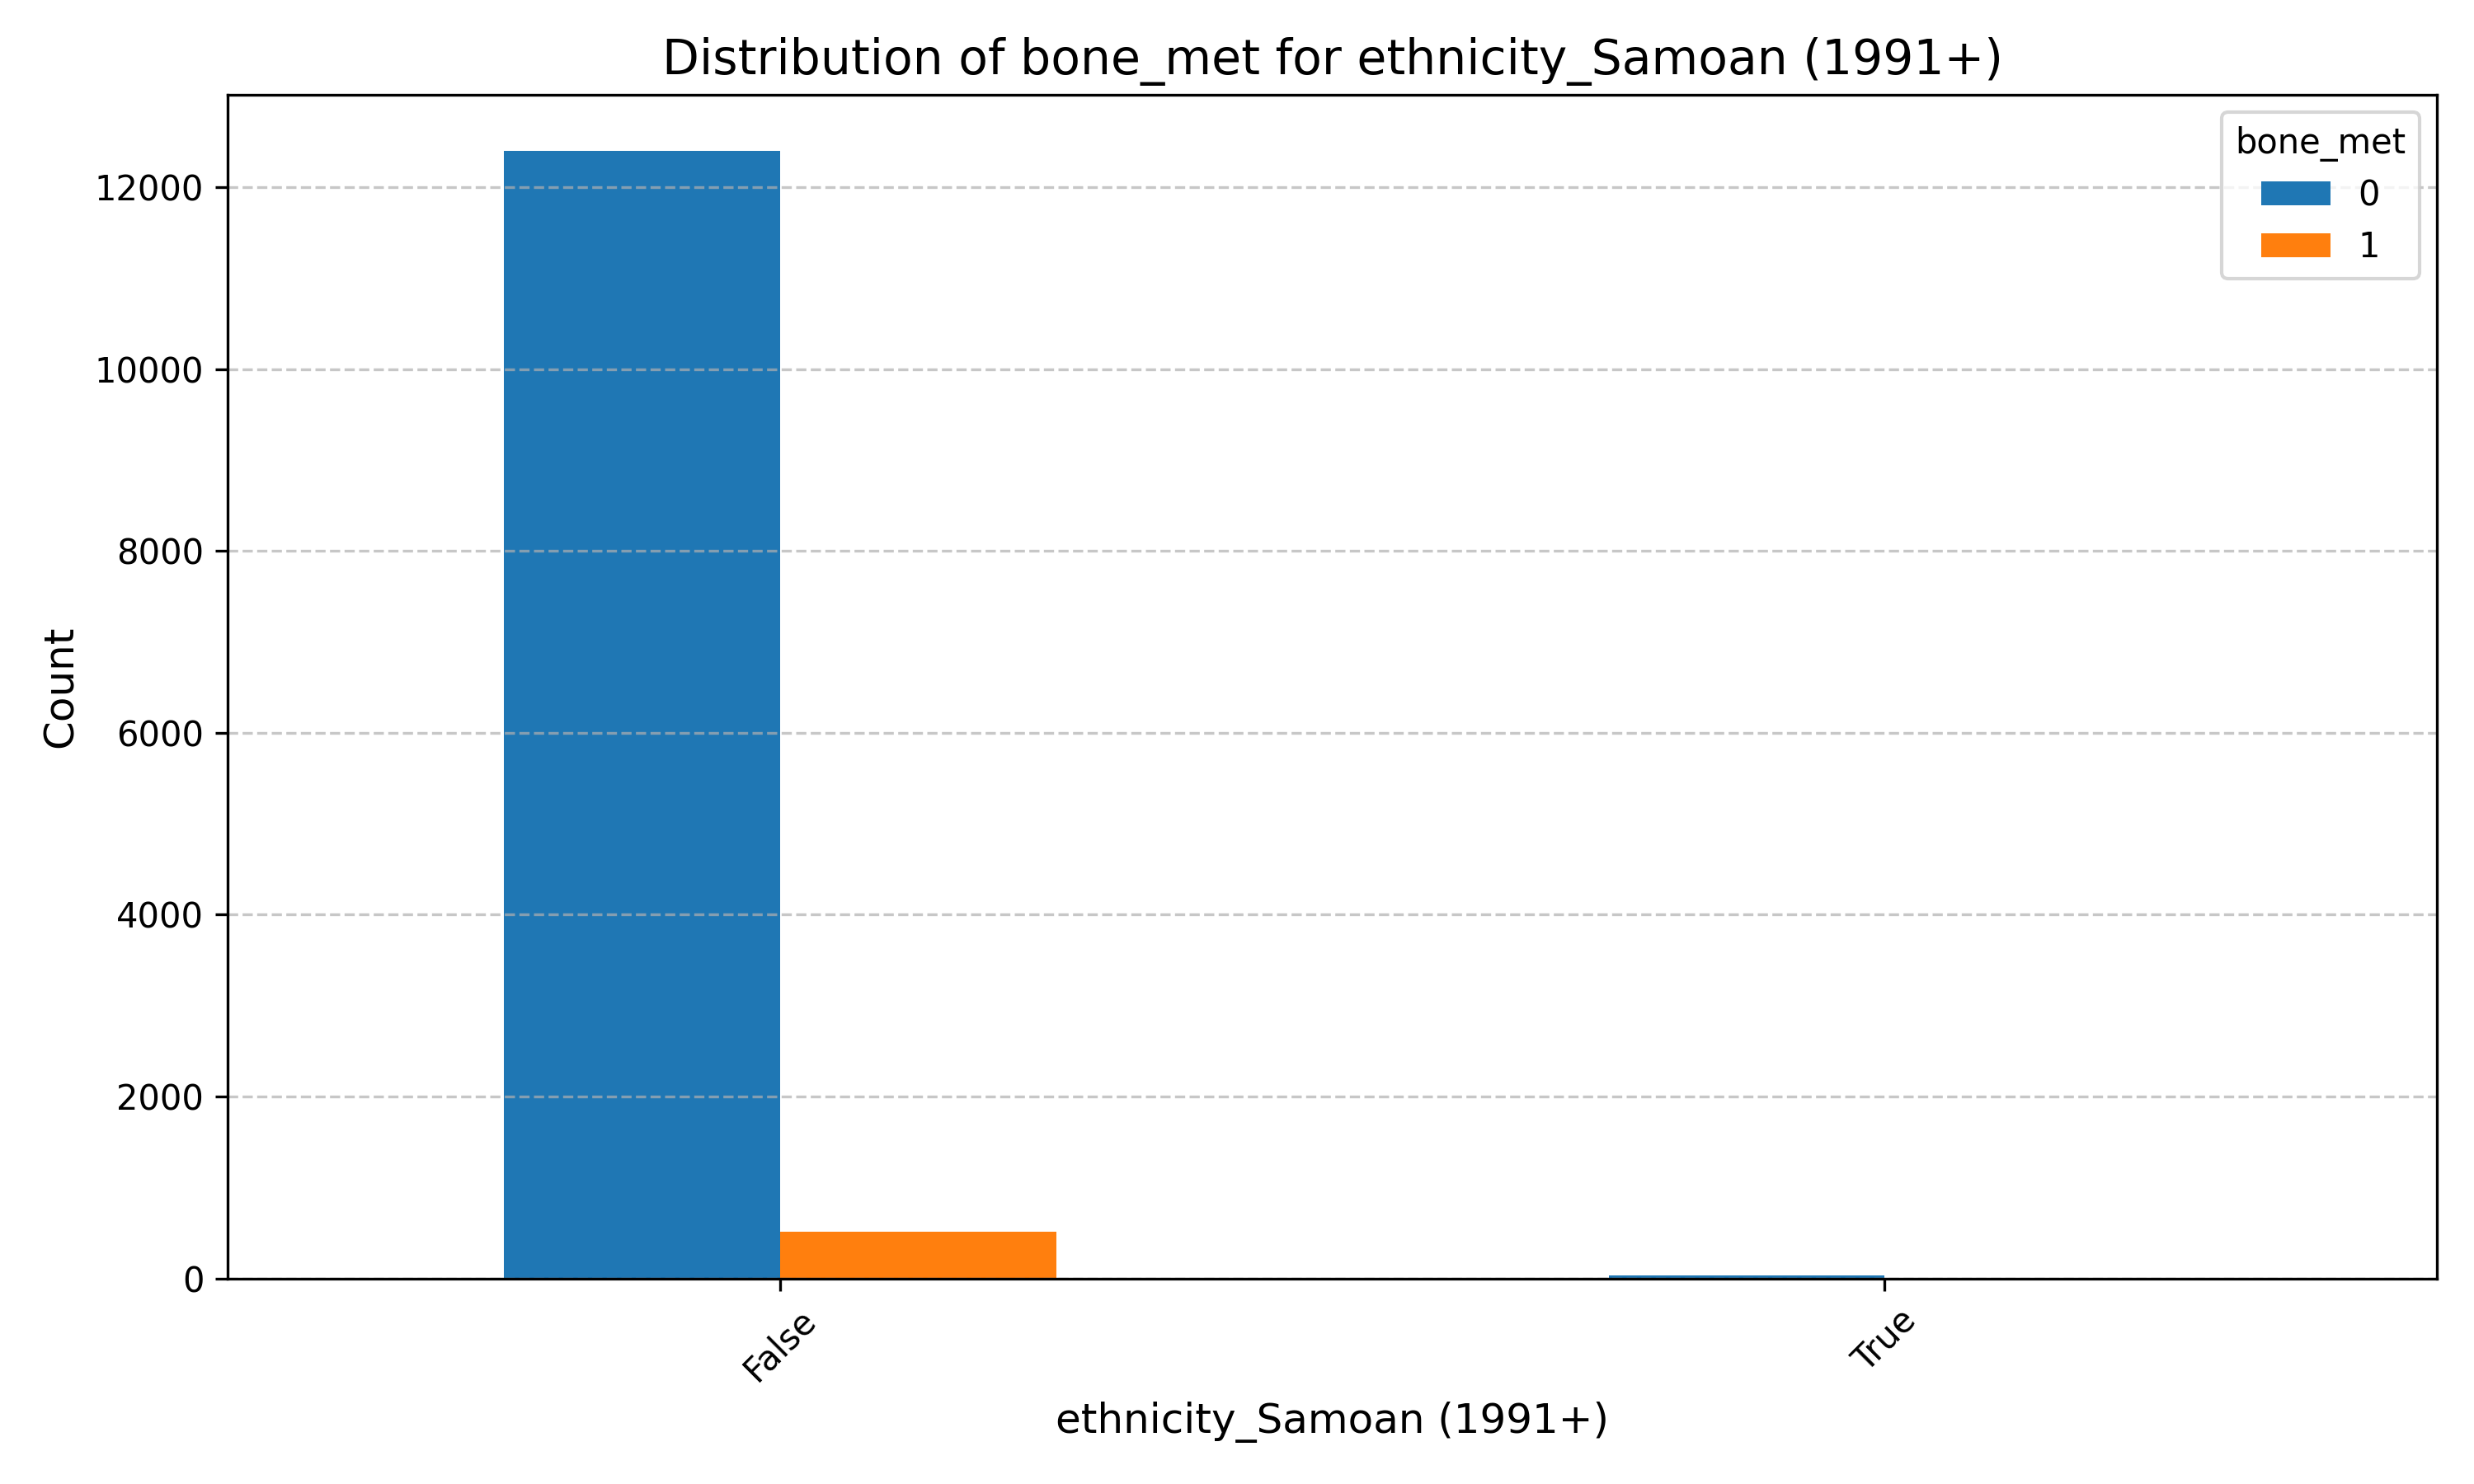 Distribution of bone_met for ethnicity_Samoan (1991+)
bone_met
0
1
Count
12000
10000
8000
6000
4000
2000
0
False
True
ethnicity_Samoan (1991+)